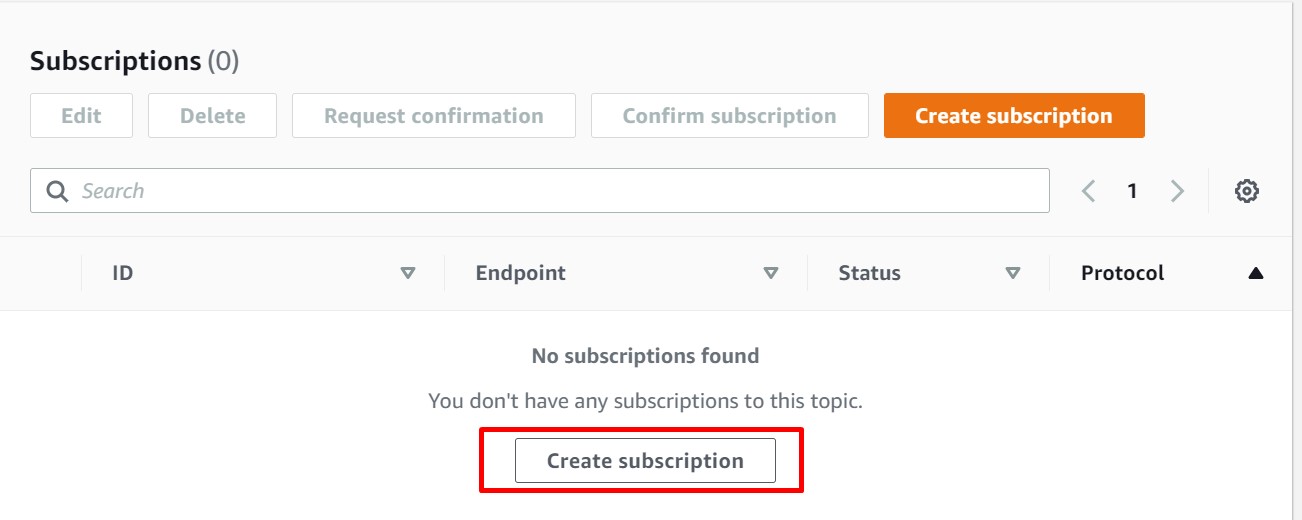 Subscriptions (0)
Edit Delete Request confirmation Confirm subscription Create subscription
Search 1
ID Endpoint Status Protocol
No subscriptions found
You don't have any subscriptions to this topic.
Create subscription